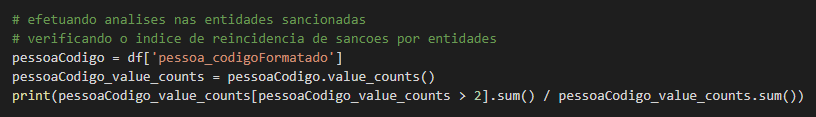 # efetuando analises nas entidades sancionadas
# verificando o indice de reincidencia de sancoes por entidades
pessoaCodigo = df['pessoa_codigoFormatado']
pessoaCodigo_value_counts = pessoaCodigo.value_counts()
print(pessoaCodigo_value_counts[pessoaCodigo_value_counts > 2].sum() / pessoaCodigo_value_counts.sum())